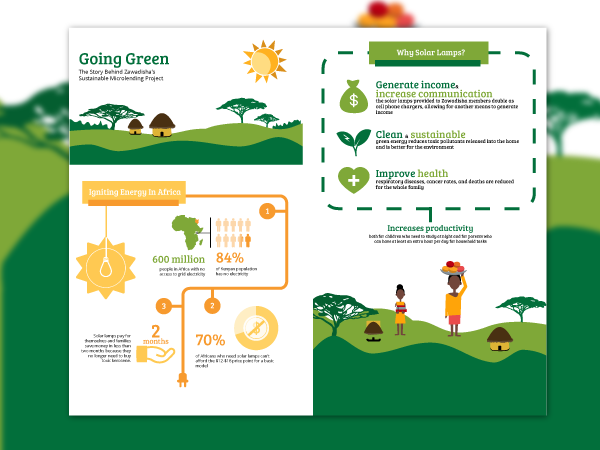 Going Green
The Story Behind Zawadisha's
Sustainable Microlending Project
Igniting Energy In Africa
1
600 million
people in Africa with no
access to grid electricity
84%
of Kenyan population
has no electricity
3
2
Solar lamps pay for
themselves and families
save money in less than
two months because they
no longer need to buy
toxic kerosene.
2
months
70%
of Africans who need solar lamps can't
afford the $12-$16 price point for a basic
model
Why Solar Lamps?
$
Generate income&
increase communication
the solar lamps provided to Zawadisha members double as
cell phone chargers, allowing for another means to generate
income
Clean & sustainable
green energy reduces toxic pollutants released into the home
and is better for the environment
Improve health
respiratory diseases, cancer rates, and deaths are reduced
for the whole family
Increases productivity
both for children who need to study at night and for parents who
can have at least an extra hour per day for household tasks